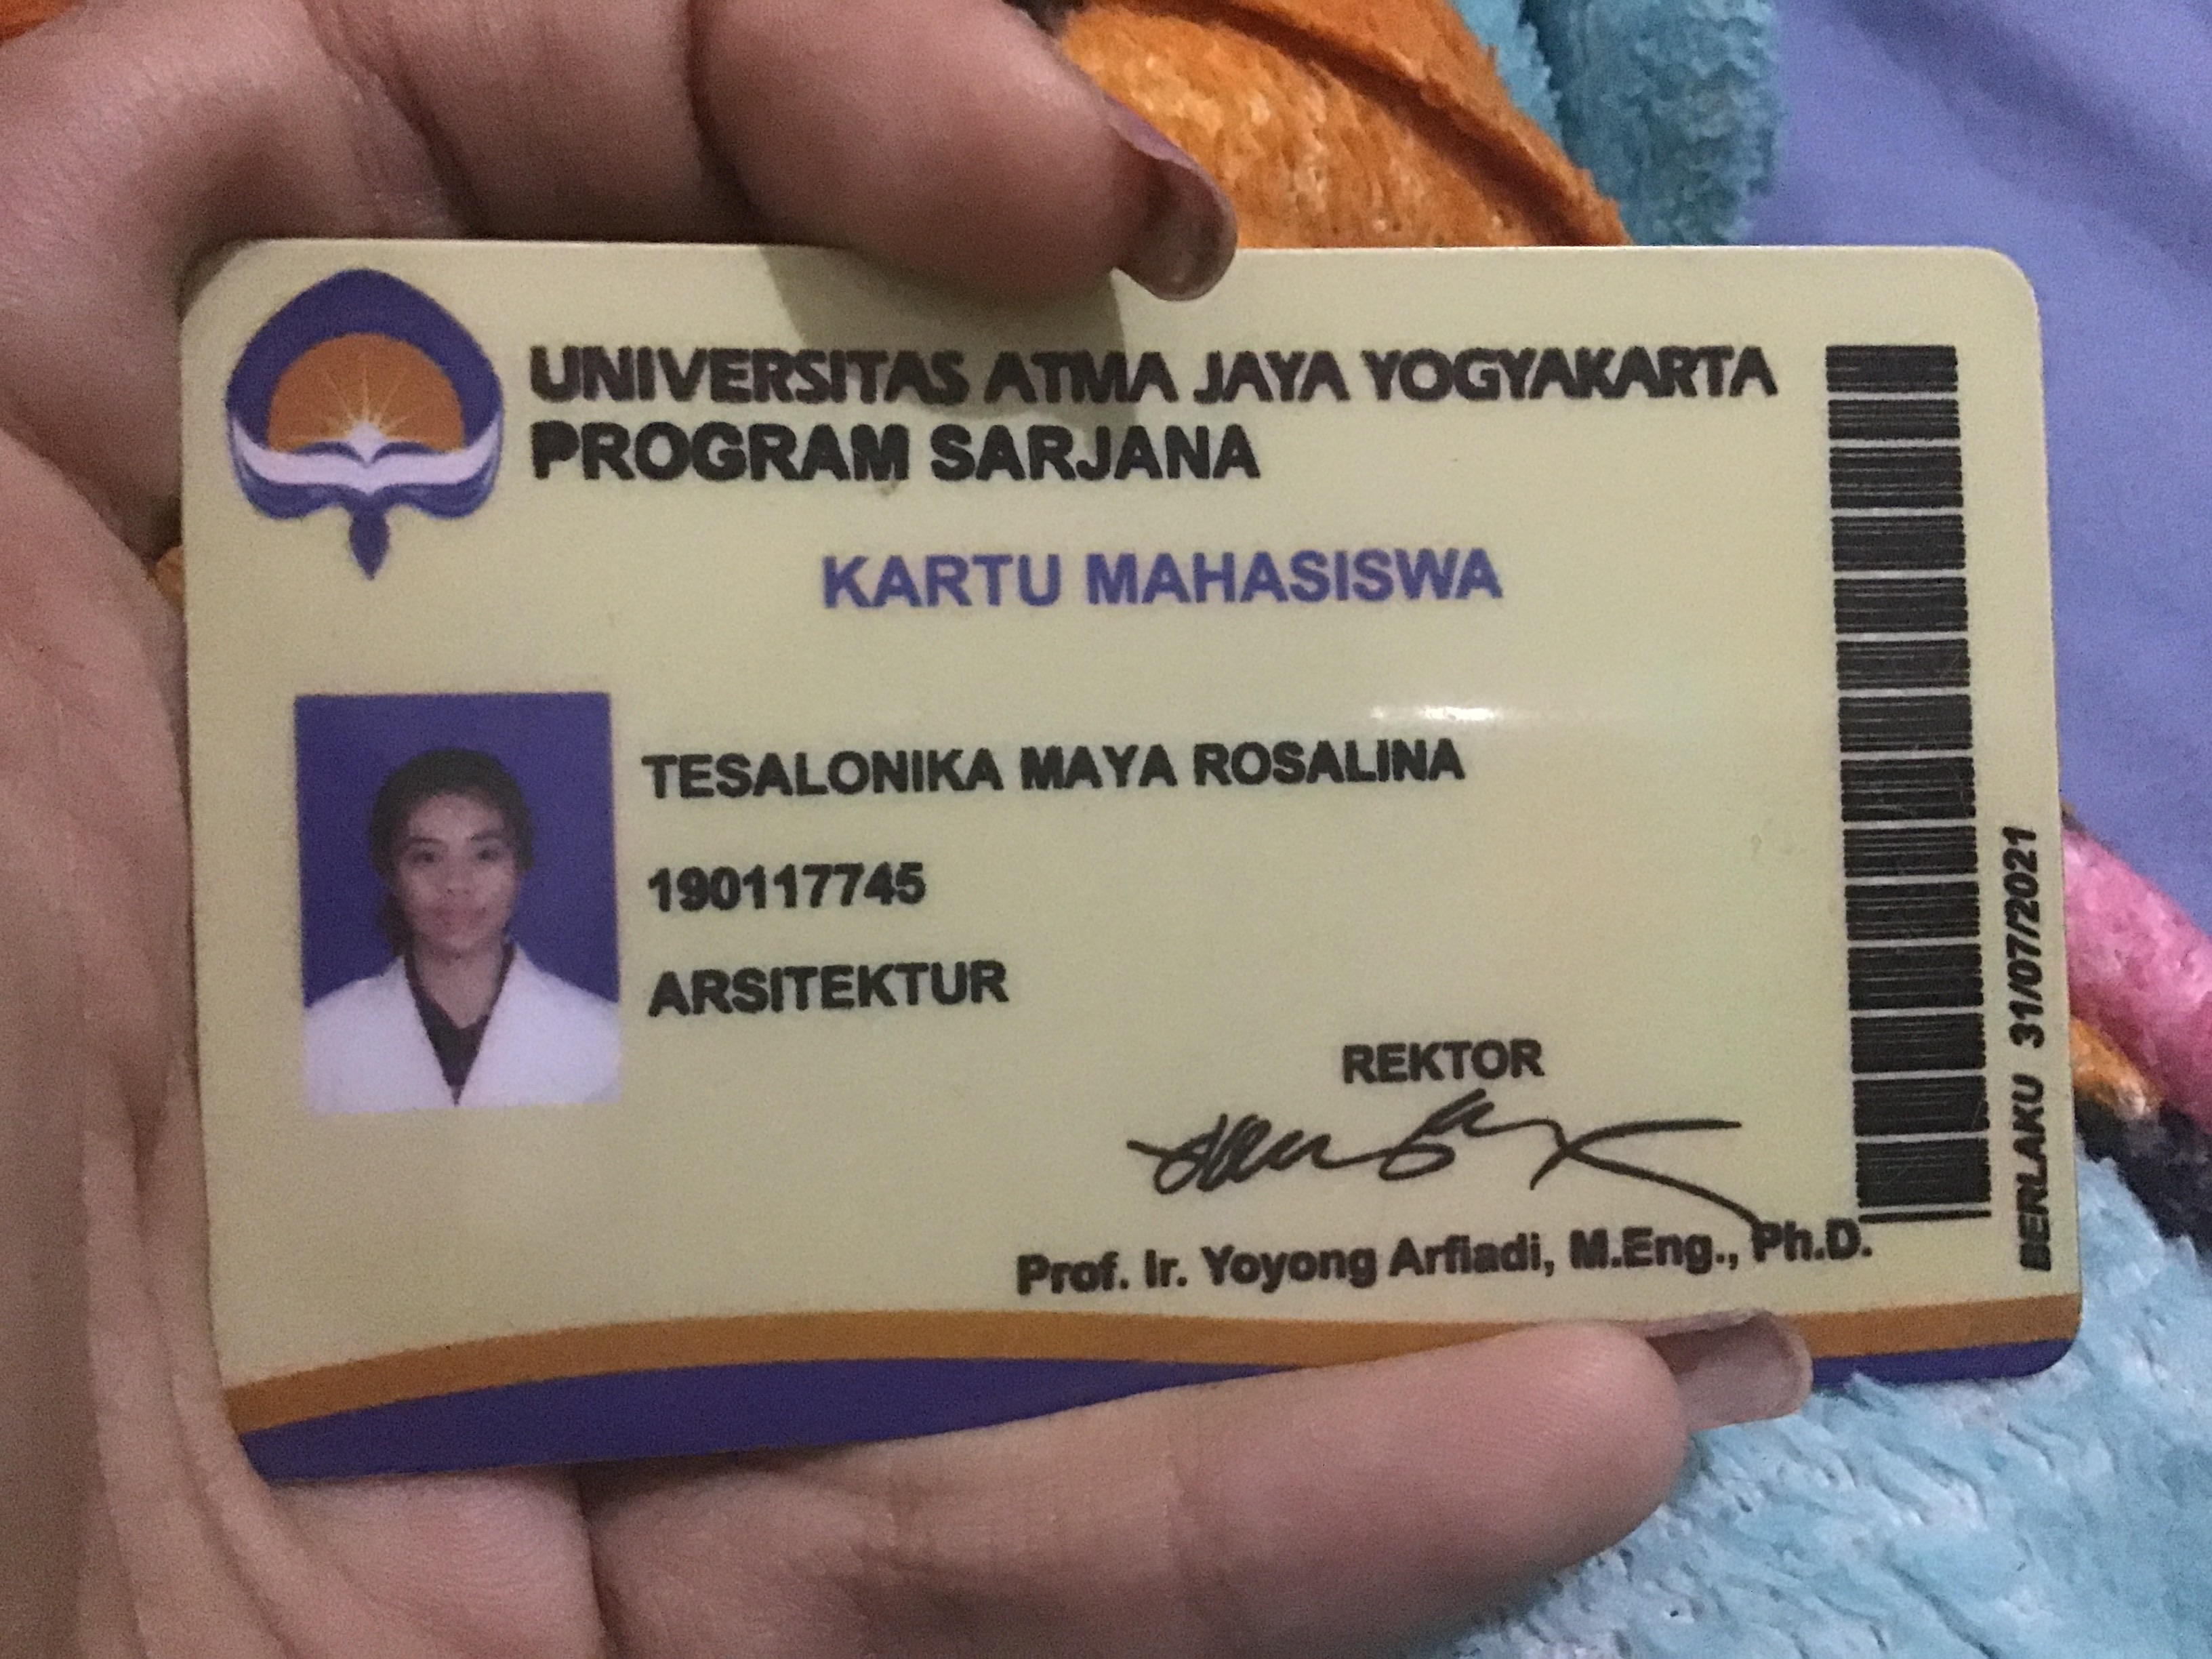 UNIVERSITAS ATMA JAYA YOGYAKARTA
PROGRAM SARJANA
KARTU MAHASISWA
TESALONIKA MAYA ROSALINA
190117745
ARSITEKTUR
REKTOR
Prof. Ir. Yoyong Arfiadi, M.Eng., Ph.D.
BERLAKU 31/07/2021